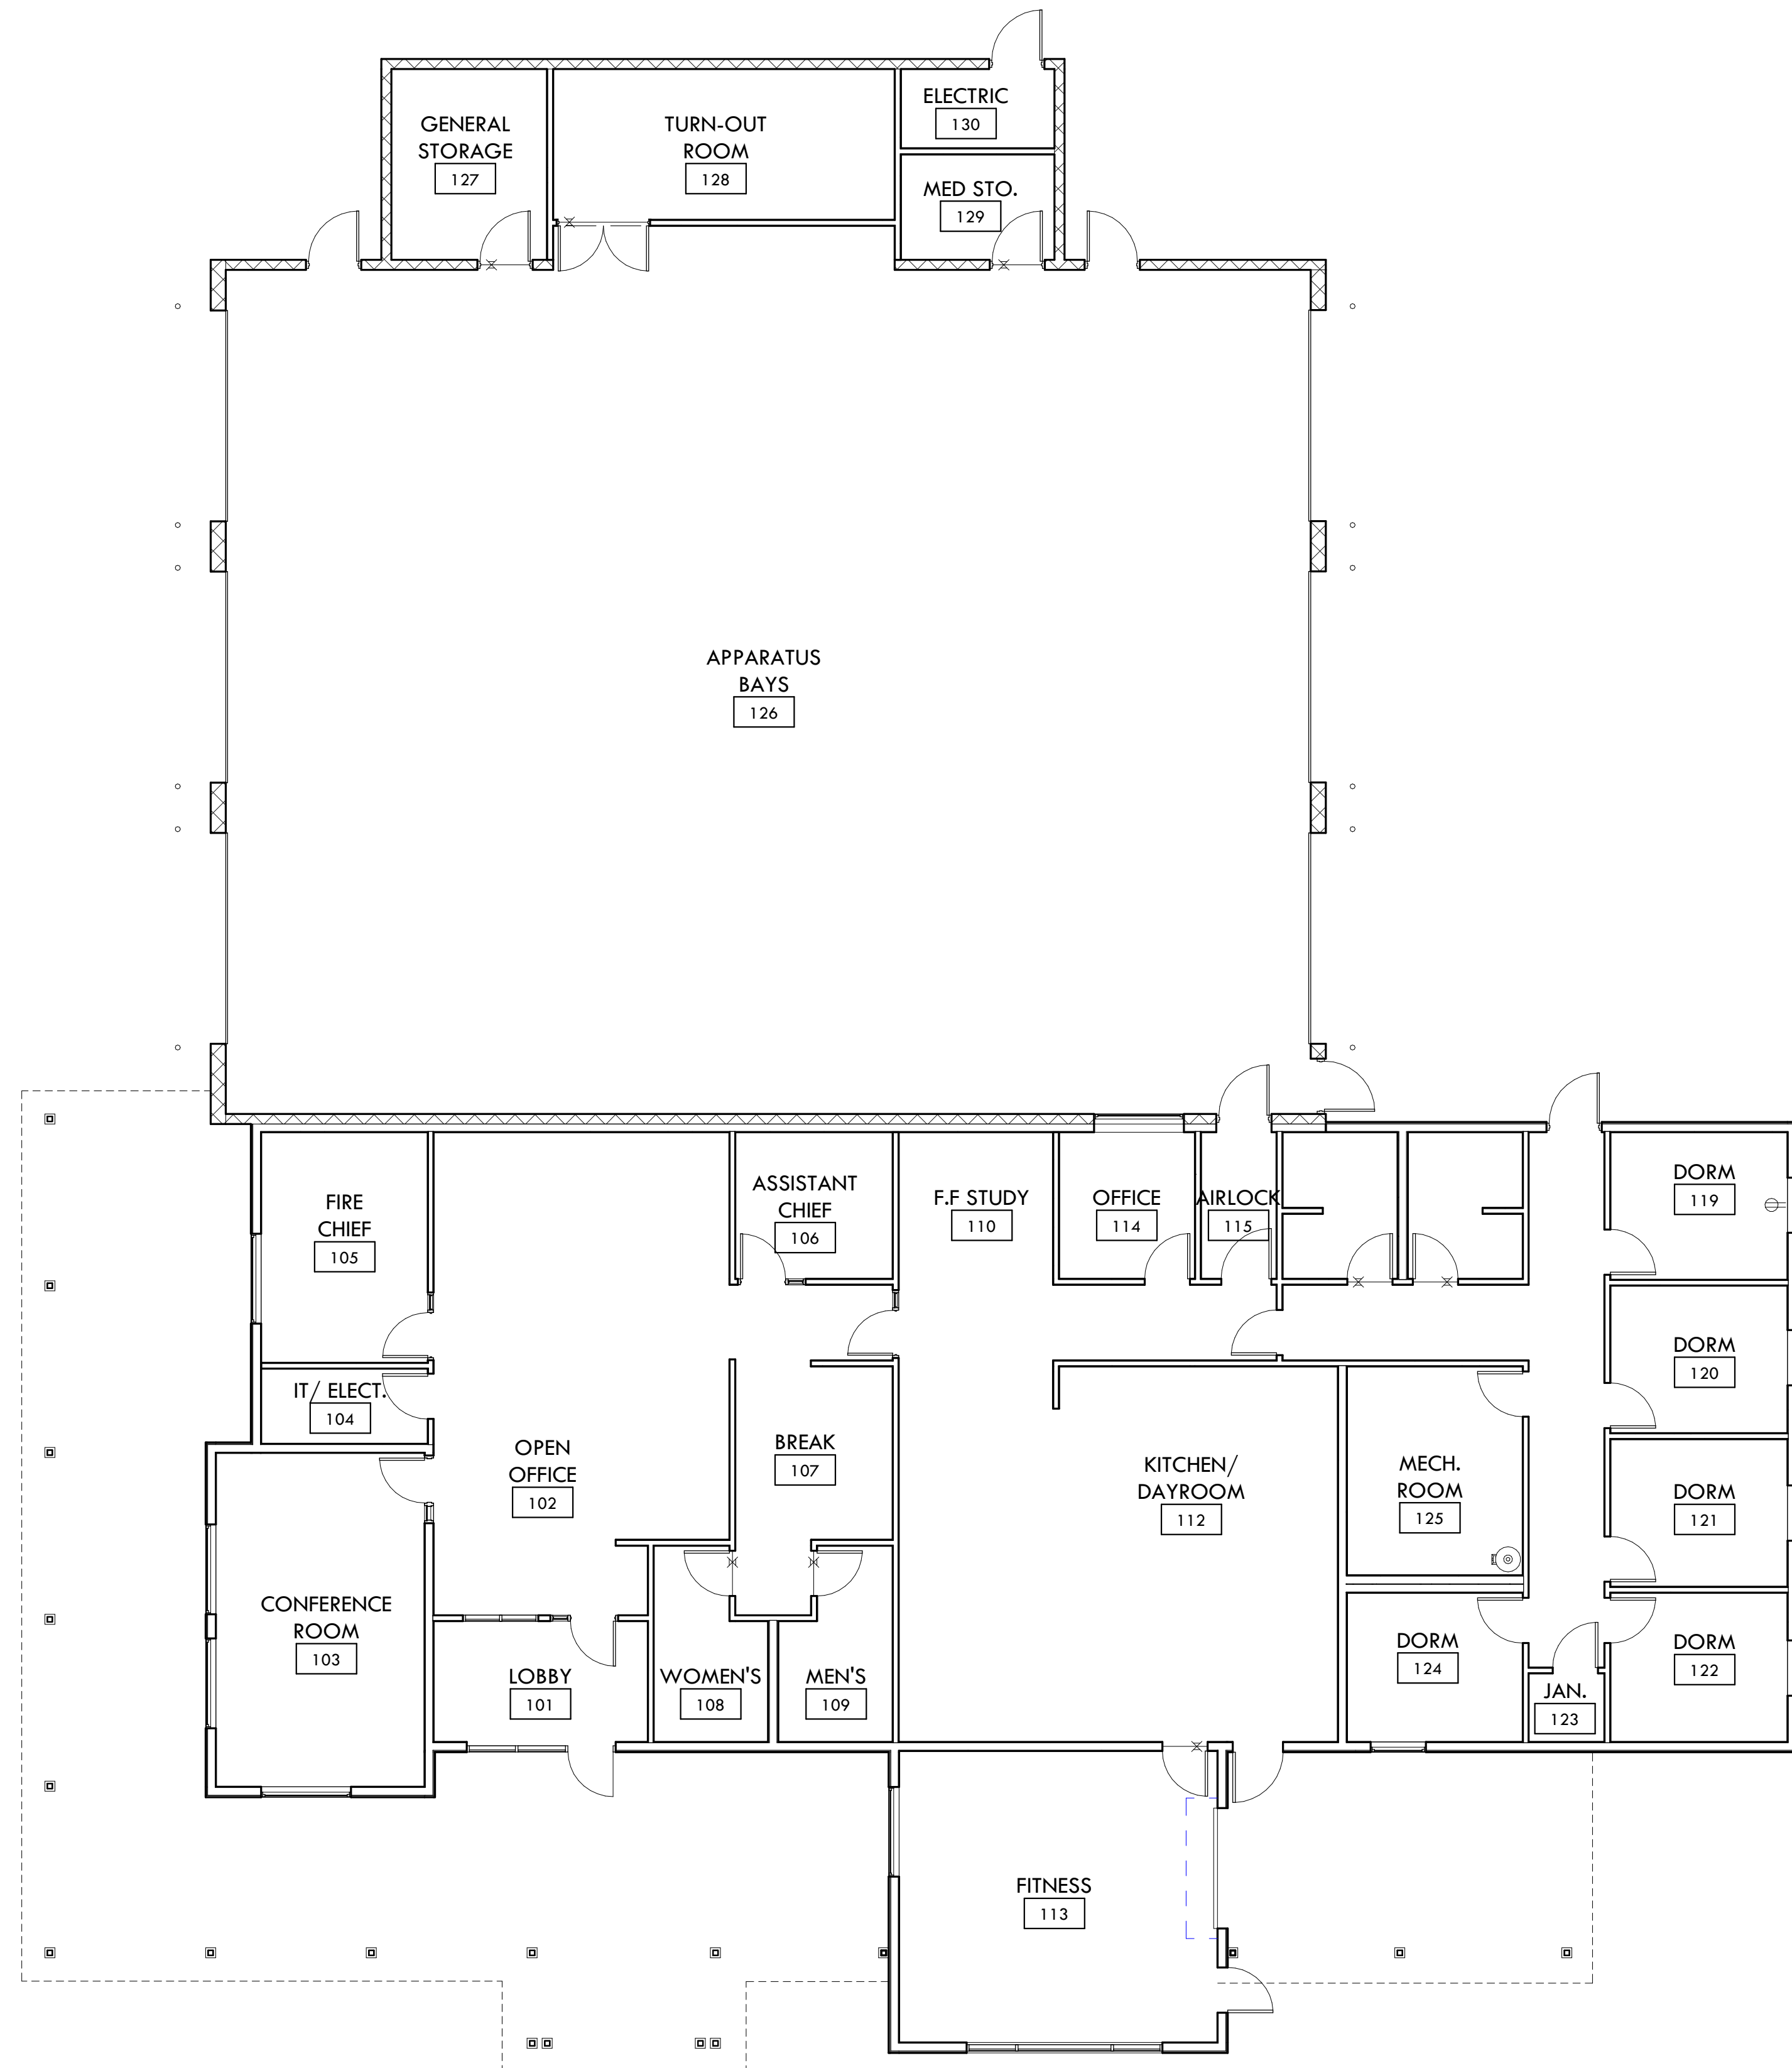 ELECTRIC
130
GENERAL
STORAGE
127
TURN-OUT
ROOM
128
MED STO.
129
APPARATUS
BAYS
126
FIRE
CHIEF
105
ASSISTANT
CHIEF
106
F.F STUDY
110
OFFICE
114
AIRLOCK
115
DORM
119
IT/ ELECT.
104
OPEN
OFFICE
102
BREAK
107
KITCHEN/
DAYROOM
112
MECH.
ROOM
125
DORM
120
DORM
121
CONFERENCE
ROOM
103
LOBBY
101
WOMEN'S
108
MEN'S
109
DORM
124
JAN.
123
DORM
122
FITNESS
113